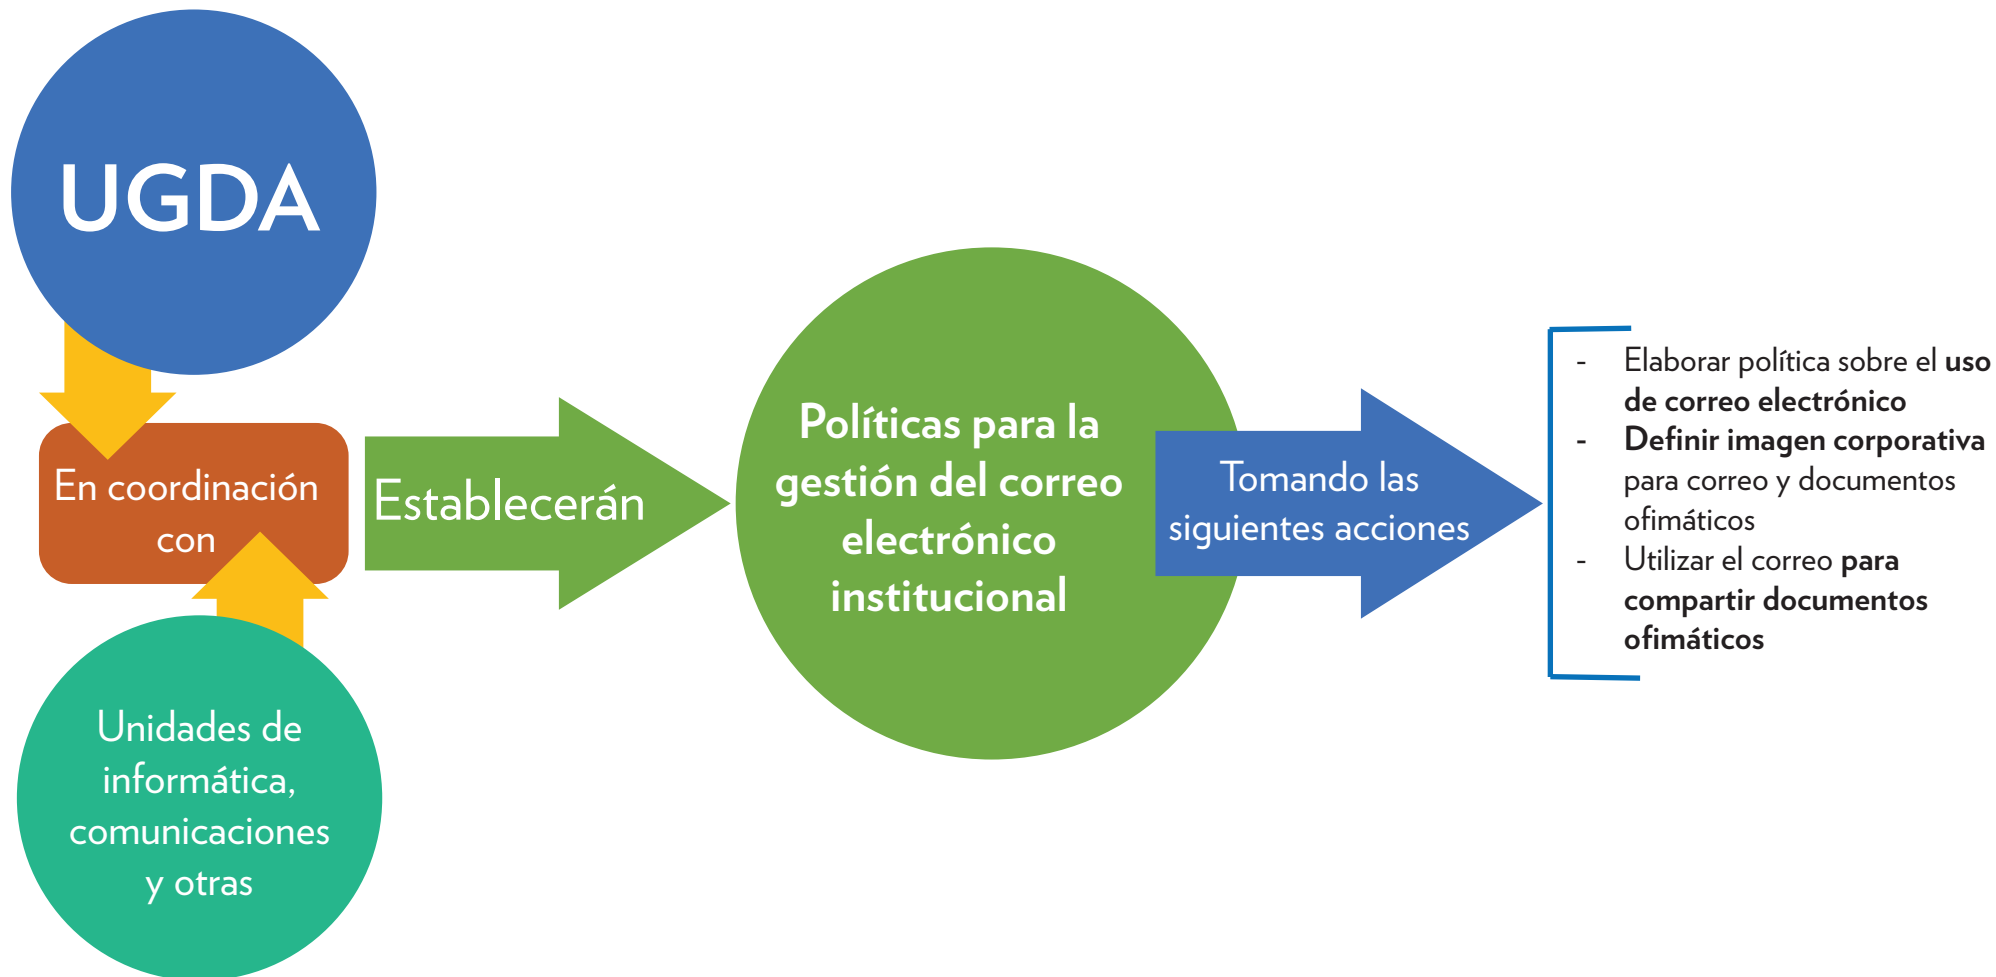 UGDA
En coordinación
con
Unidades de
informática,
comunicaciones
y otras
Establecerán
Políticas para la
gestión del correo
electrónico
institucional
Tomando las
siguientes acciones
- Elaborar política sobre el uso
de correo electrónico
- Definir imagen corporativa
para correo y documentos
ofimáticos
- Utilizar el correo para
compartir documentos
ofimáticos